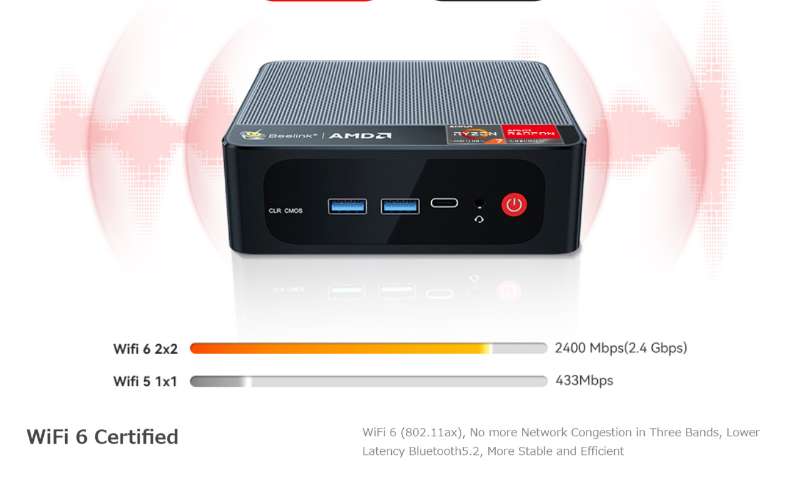 Beelink® | AMD
AMD
RYZEN
7
AMD
RADEON
CLR CMOS
Wifi 6 2x2 2400 Mbps(2.4 Gbps)
Wifi 5 1x1 433Mbps
WiFi 6 Certified
WiFi 6 (802.11ax), No more Network Congestion in Three Bands, Lower
Latency Bluetooth5.2, More Stable and Efficient